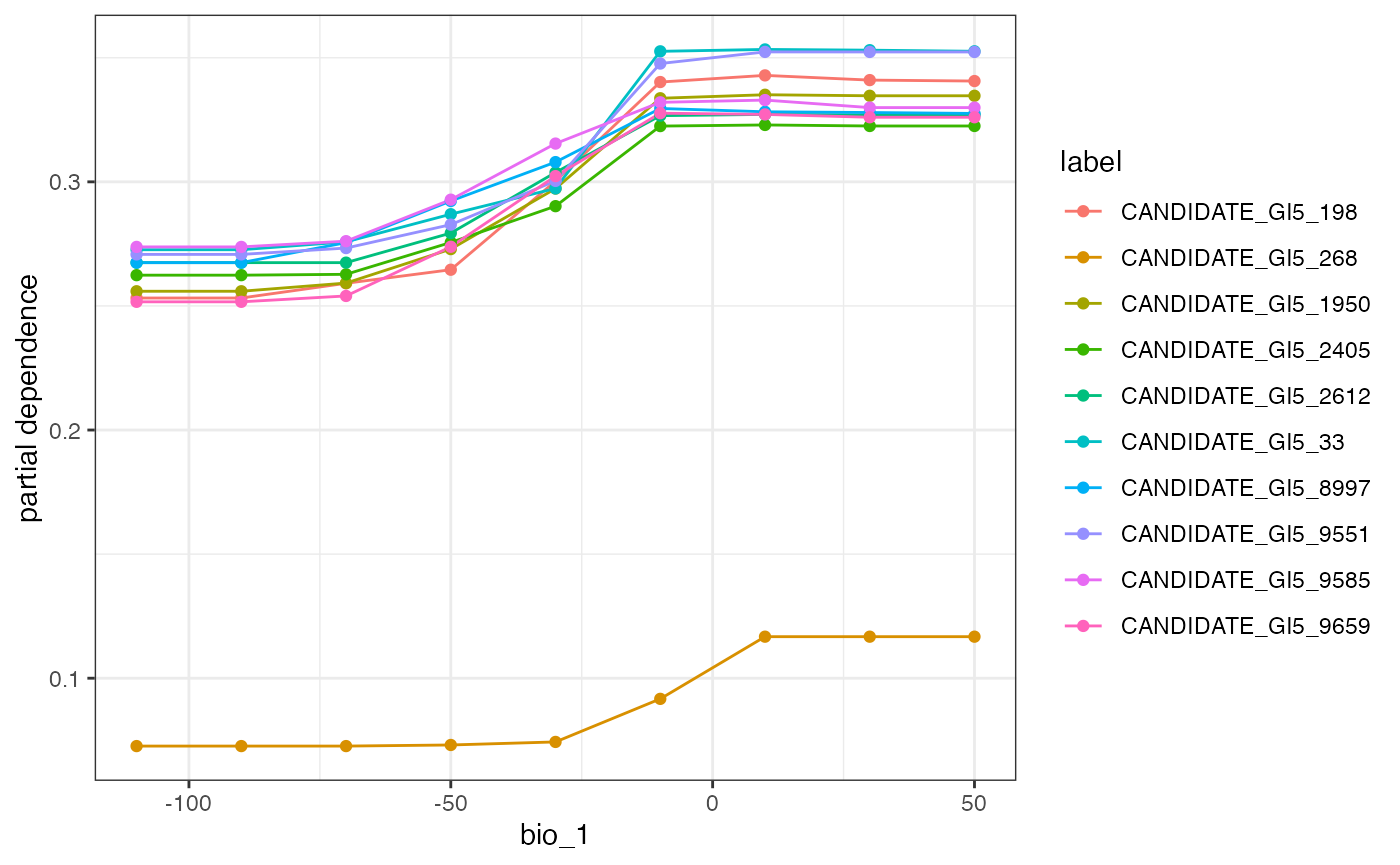 partial dependence
0.3
0.2
0.1
-100
-50
0
50
bio_1
label
CANDIDATE_GI5_198
CANDIDATE_GI5_268
CANDIDATE_GI5_1950
CANDIDATE_GI5_2405
CANDIDATE_GI5_2612
CANDIDATE_GI5_33
CANDIDATE_GI5_8997
CANDIDATE_GI5_9551
CANDIDATE_GI5_9585
CANDIDATE_GI5_9659